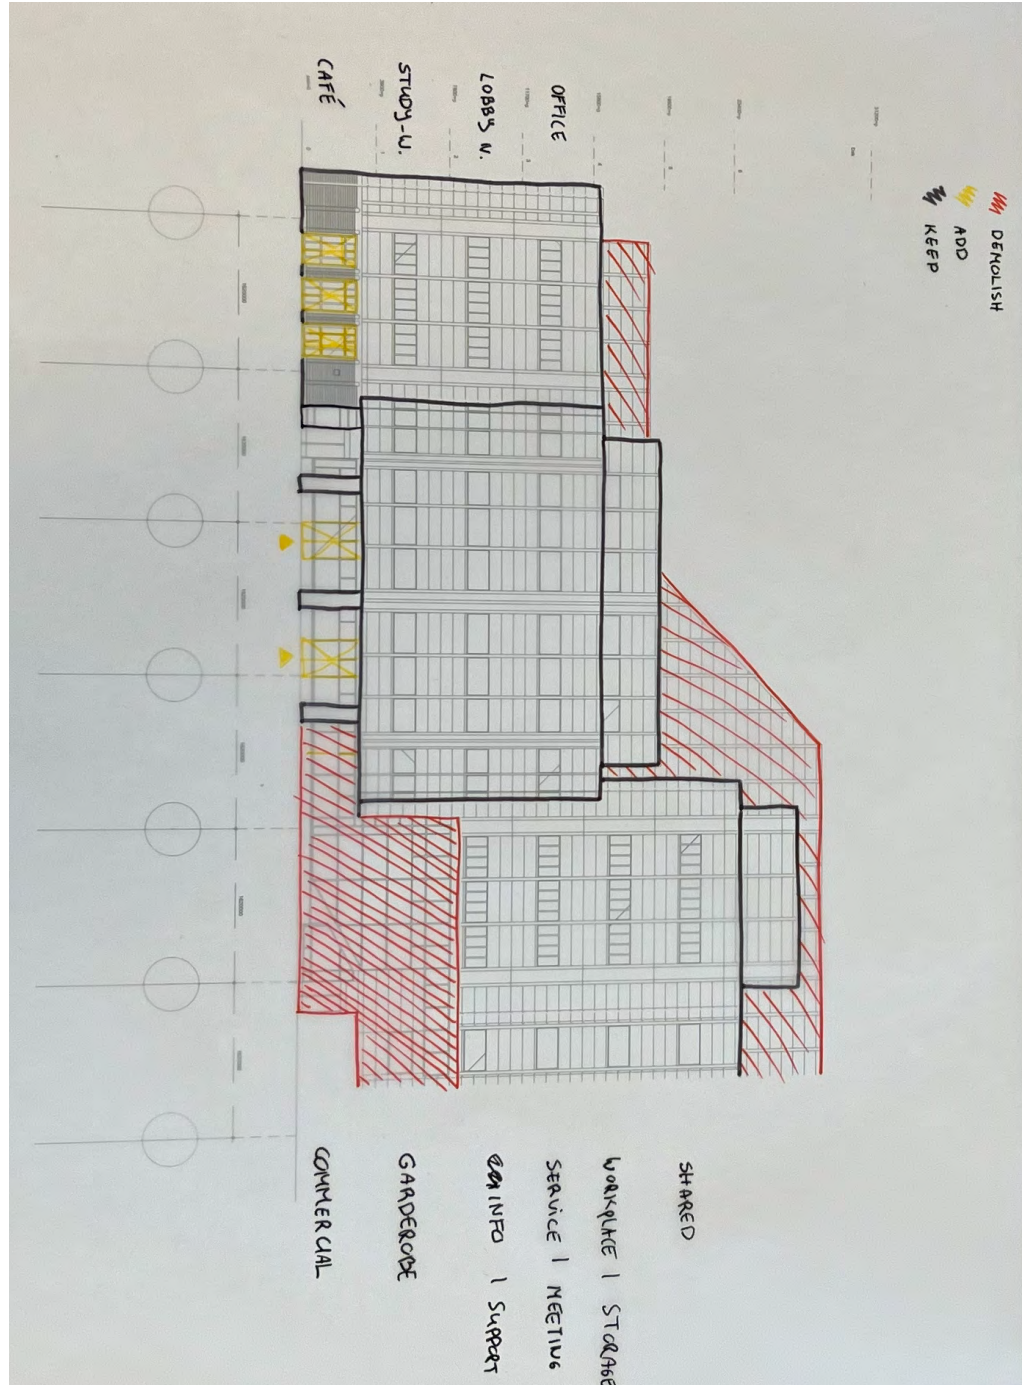 DEMOLISH
ADD
KEEP
OFFICE
LOBBY N.
STUDY-W.
CAFÉ
SHARED
WORKPLACE | STORAGE
SERVICE | MEETING
INFO | SUPPORT
GARDEROBE
COMMERCIAL